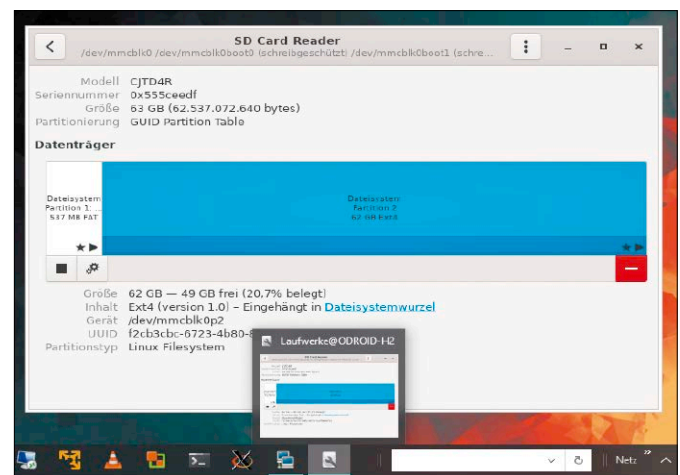 SD Card Reader
/dev/mmcblk0 /dev/mmcblk0boot0 (schreibgeschützt) /dev/mmcblk0boot1 (schre...
Modell CJTD4R
Seriennummer 0x555ceedf
Größe 63 GB (62.537.072.640 bytes)
Partitionierung GUID Partition Table
Datenträger
Dateisystem
Partition 1: ...
537 MB FAT
Dateisystem
Partition 2
62 GB Ext4
Größe 62 GB — 49 GB frei (20,7% belegt)
Inhalt Ext4 (version 1.0) – Eingehängt in Dateisystemwurzel
Gerät /dev/mmcblk0p2
UUID f2cb3cbc-6723-4b80-8
Partitionstyp Linux Filesystem
Laufwerke@ODROID-H2
Netz